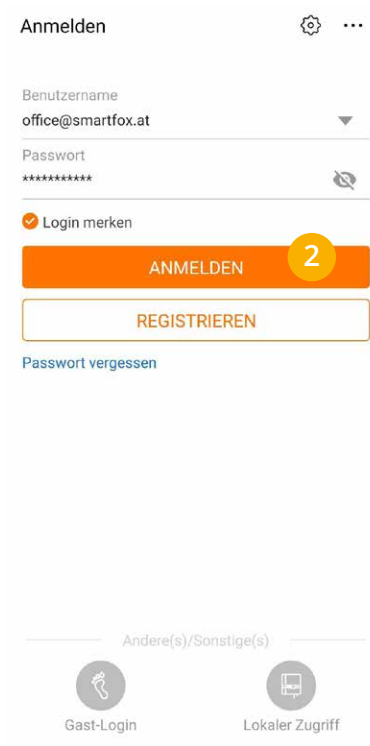 Anmelden
Benutzername
office@smartfox.at
Passwort
***********
Login merken
ANMELDEN
2
REGISTRIEREN
Passwort vergessen
Andere(s)/Sonstige(s)
Gast-Login
Lokaler Zugriff